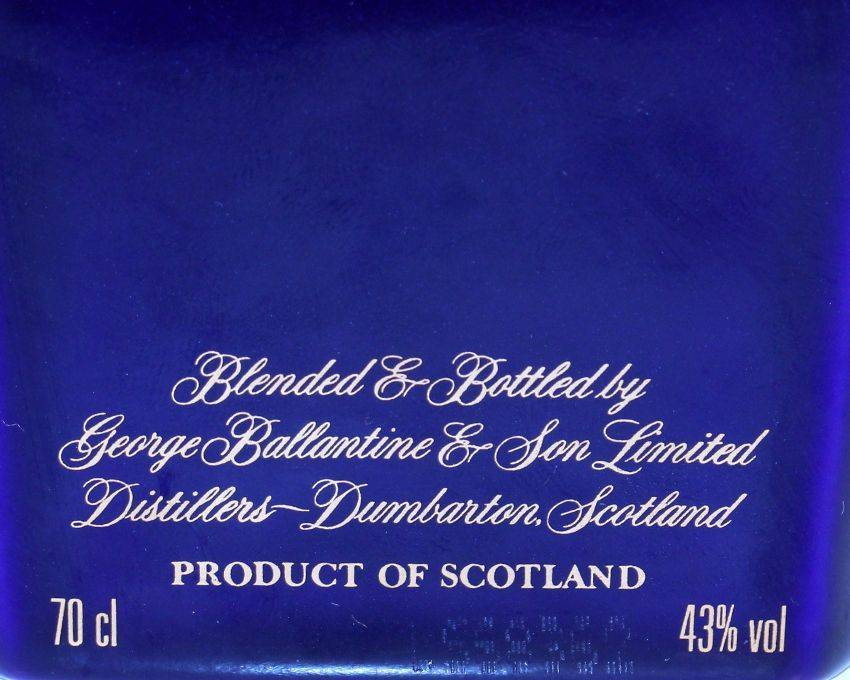 Blended & Bottled by
George Ballantine & Son Limited
Distillers—Dumbarton, Scotland
PRODUCT OF SCOTLAND
70 cl 43% vol